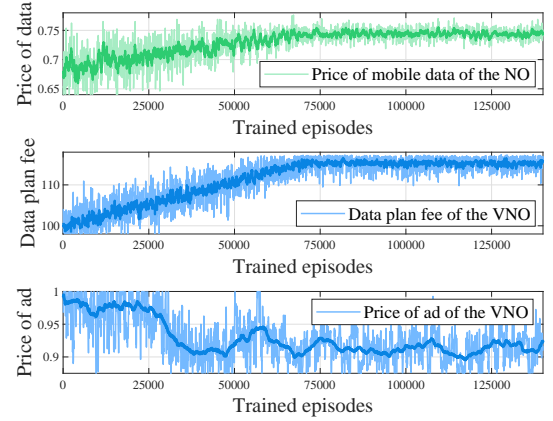 Price of data
0.75
0.7
0.65
Price of mobile data of the NO
0 25000 50000 75000 100000 125000
Trained episodes
Data plan fee
110
100
Data plan fee of the VNO
0 25000 50000 75000 100000 125000
Trained episodes
Price of ad
1
0.95
0.9
Price of ad of the VNO
0 25000 50000 75000 100000 125000
Trained episodes